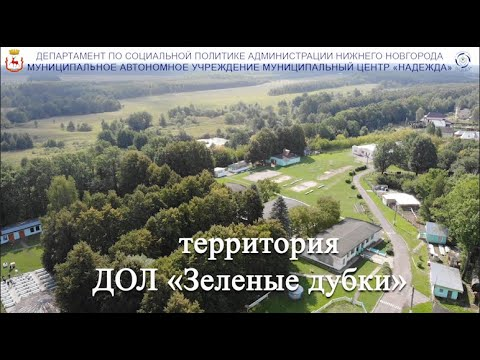 ДЕПАРТАМЕНТ ПО СОЦИАЛЬНОЙ ПОЛИТИКЕ АДМИНИСТРАЦИИ НИЖНЕГО НОВГОРОДА
МУНИЦИПАЛЬНОЕ АВТОНОМНОЕ УЧРЕЖДЕНИЕ МУНИЦИПАЛЬНЫЙ ЦЕНТР «НАДЕЖДА»
территория
ДОЛ «Зеленые дубки»